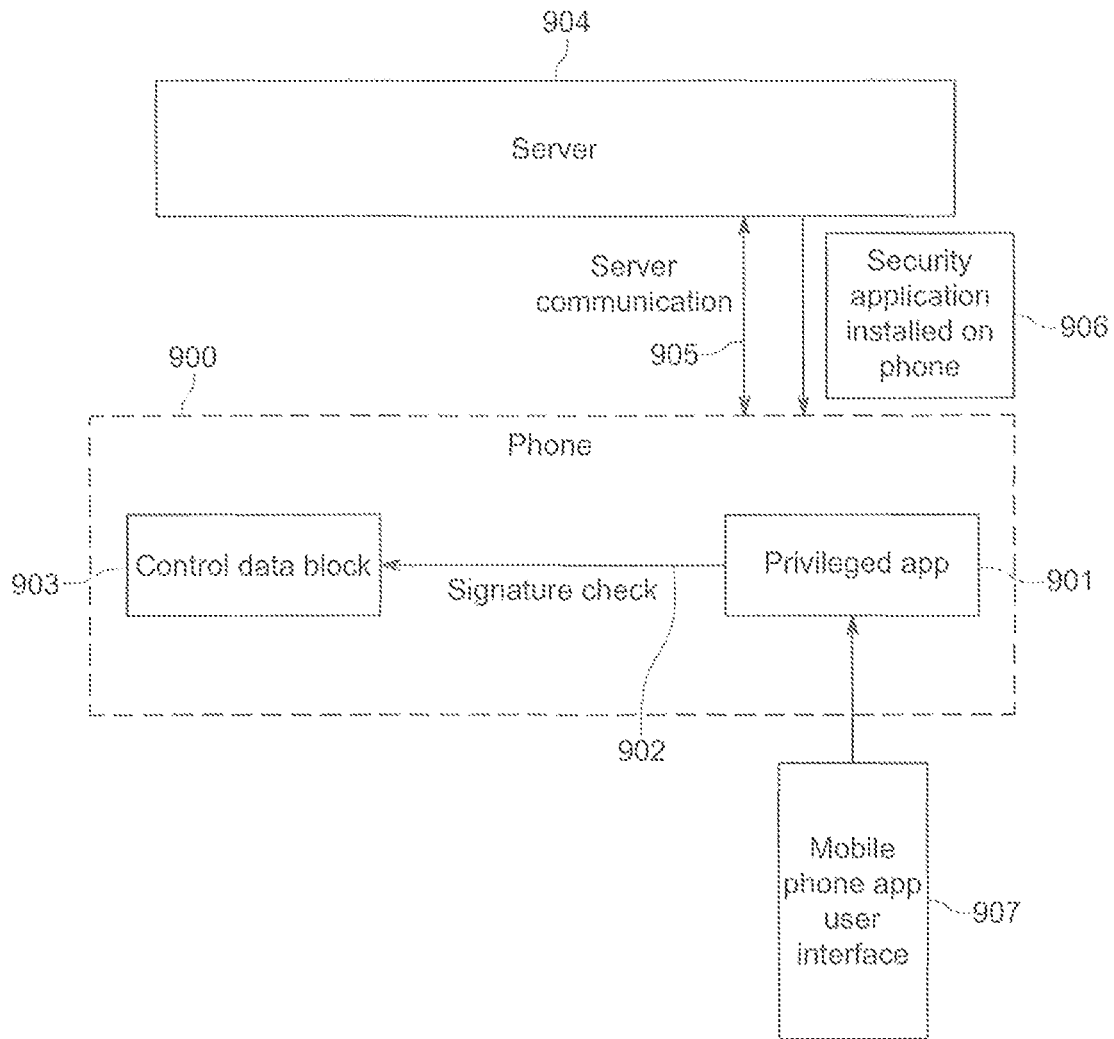 904
Server
Server
communication
905
Security
application
installed on
phone
906
900
Phone
903
Control data block
Signature check
Privileged app
901
902
Mobile
phone app
user
interface
907